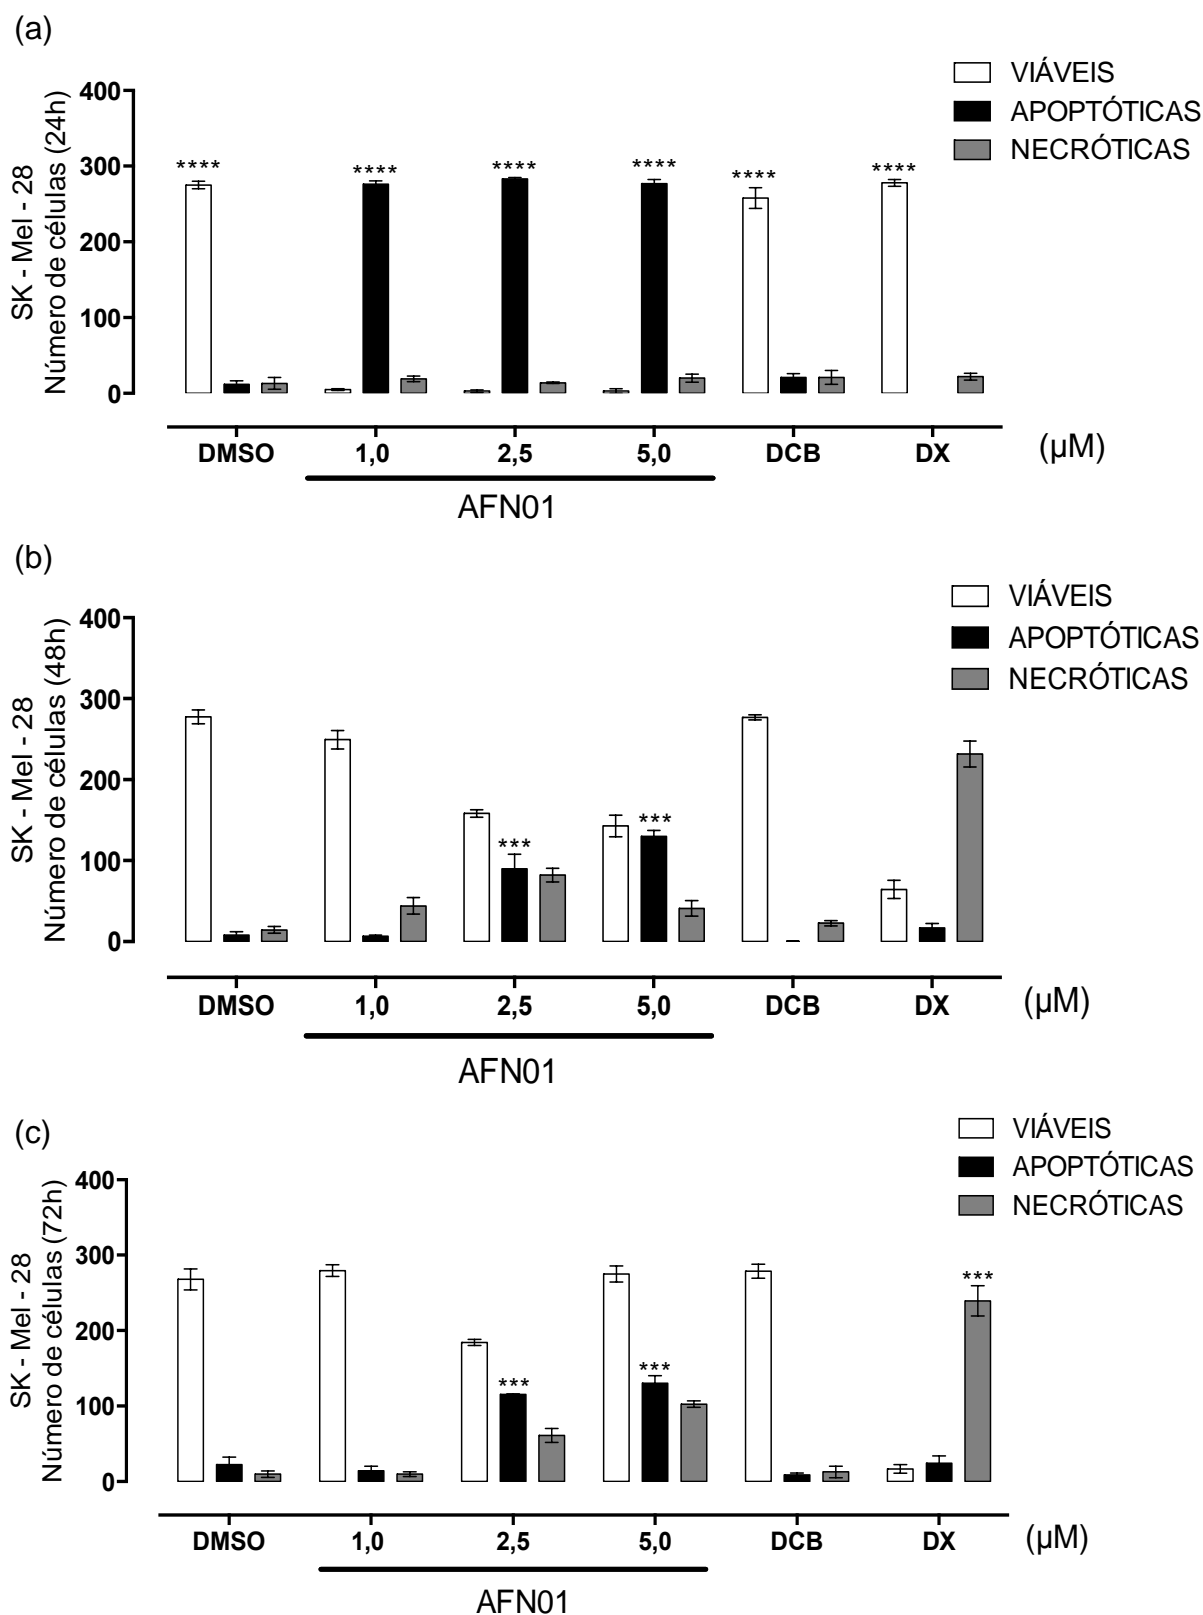 (a)
VIÁVEIS
APOPTÓTICAS
NECRÓTICAS
SK - Mel - 28
Número de células (24h)
400
300
200
100
0
**** **** **** **** **** ****
DMSO 1,0 2,5 5,0 DCB DX (µM)
AFN01
(b)
VIÁVEIS
APOPTÓTICAS
NECRÓTICAS
SK - Mel - 28
Número de células (48h)
400
300
200
100
0
*** ***
DMSO 1,0 2,5 5,0 DCB DX (µM)
AFN01
(c)
VIÁVEIS
APOPTÓTICAS
NECRÓTICAS
SK - Mel - 28
Número de células (72h)
400
300
200
100
0
*** *** ***
DMSO 1,0 2,5 5,0 DCB DX (µM)
AFN01